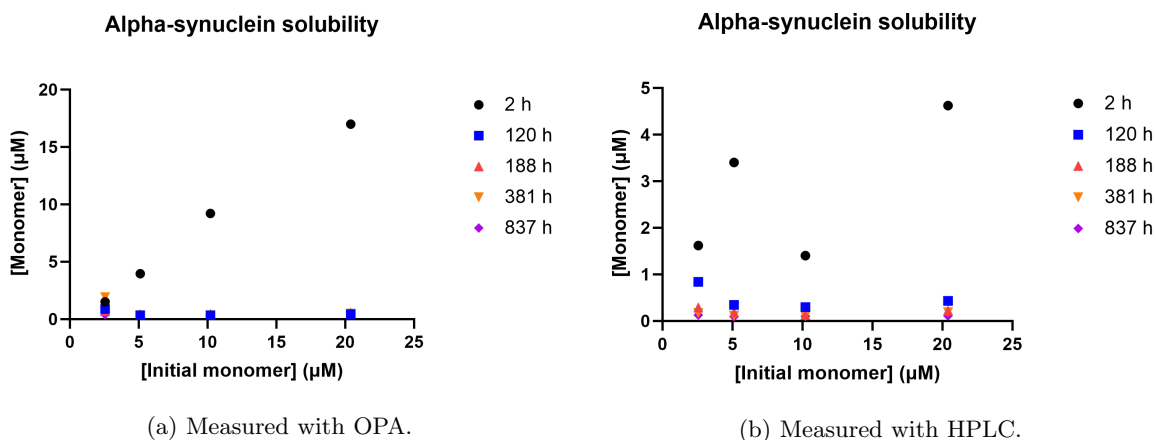 Alpha-synuclein solubility
20
15
10
5
0
[Monomer] (µM)
0 5 10 15 20 25
[Initial monomer] (µM)
2 h
120 h
188 h
381 h
837 h
(a) Measured with OPA.
Alpha-synuclein solubility
5
4
3
2
1
0
[Monomer] (µM)
0 5 10 15 20 25
[Initial monomer] (µM)
2 h
120 h
188 h
381 h
837 h
(b) Measured with HPLC.